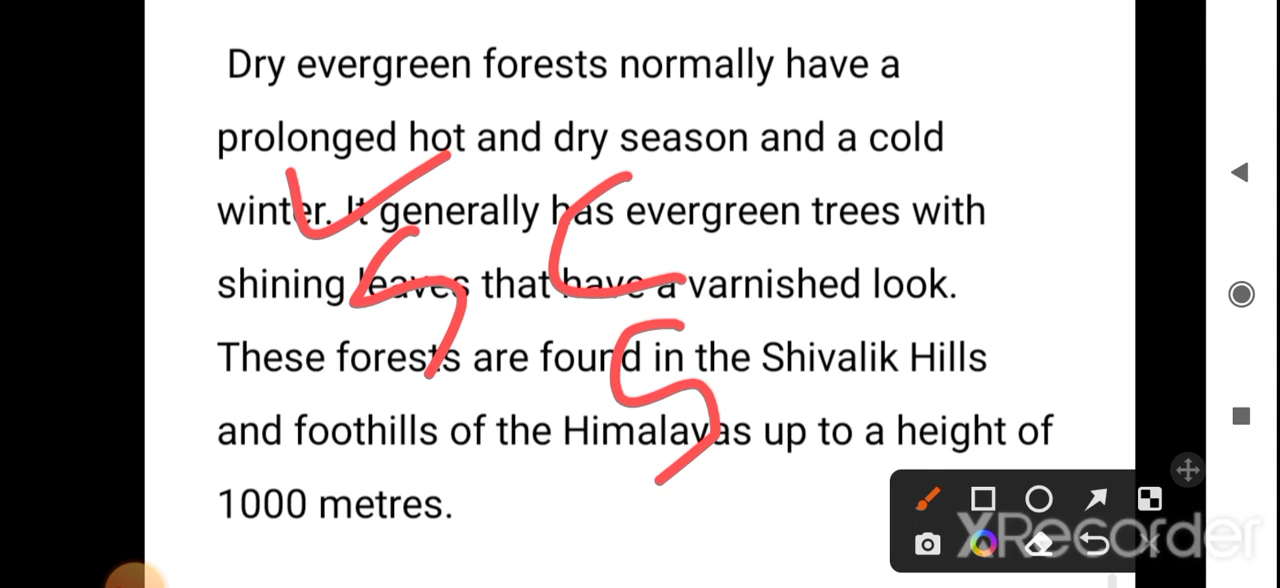 Dry evergreen forests normally have a
prolonged hot and dry season and a cold
winter. It generally has evergreen trees with
shining leaves that have a varnished look.
These forests are found in the Shivalik Hills
and foothills of the Himalayas up to a height of
1000 metres.
XRecorder